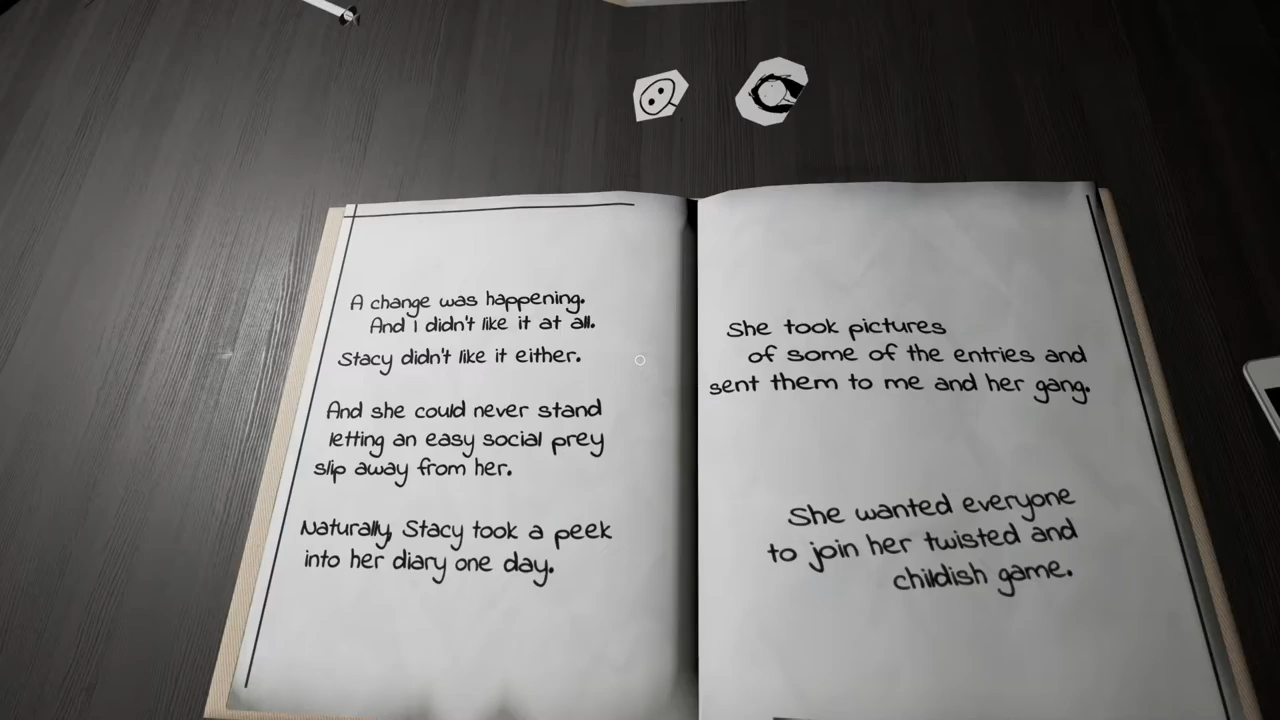 A change was happening.
And I didn't like it at all.
Stacy didn't like it either.
And she could never stand
letting an easy social prey
slip away from her.
Naturally, Stacy took a peek
into her diary one day.
She took pictures
of some of the entries and
sent them to me and her gang.
She wanted everyone
to join her twisted and
childish game.